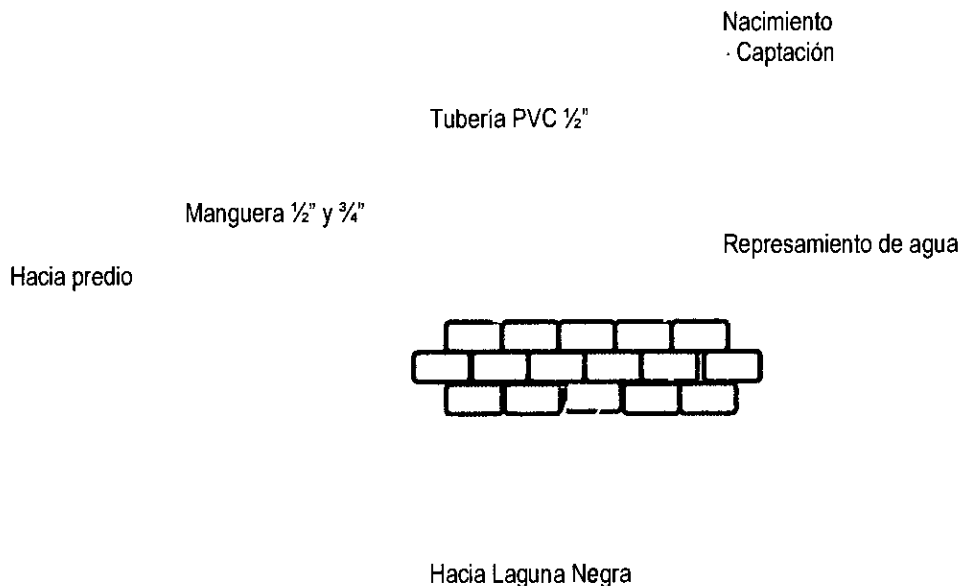 Nacimiento
· Captación
Tubería PVC ½"
Manguera ½" y ¾"
Represamiento de agua
Hacia predio
Hacia Laguna Negra